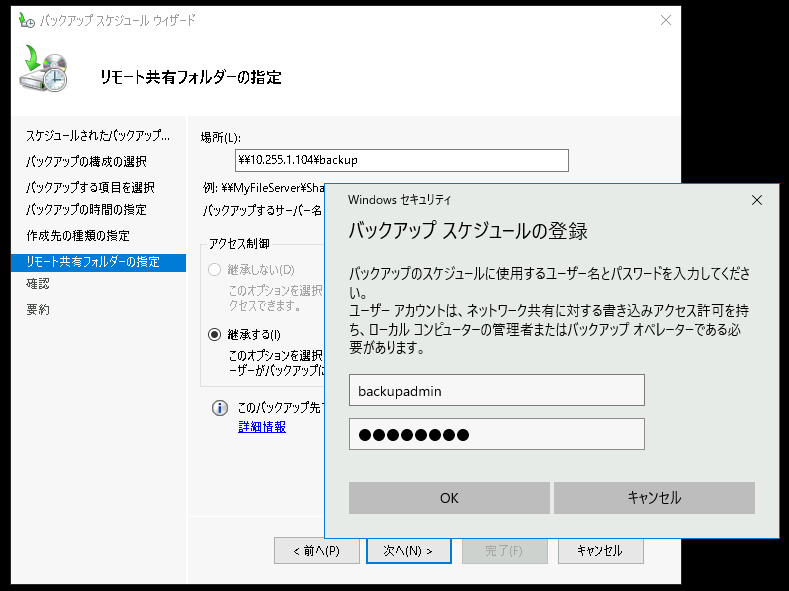 バックアップ スケジュール ウィザード
リモート共有フォルダーの指定
スケジュールされたバックアップ...
バックアップの構成の選択
バックアップする項目を選択
バックアップの時間の指定
作成先の種類の指定
リモート共有フォルダーの指定
確認
要約
場所(L):
¥¥10.255.1.104¥backup
例: ¥¥MyFileServer¥Sha
バックアップするサーバー名
アクセス制御
継承しない(D)
このオプションを選択
クセスできます。
継承する(I)
このオプションを選択
ーザーがバックアップに
このバックアップ先
詳細情報
< 前へ(P)
次へ(N) >
完了(F)
キャンセル
Windows セキュリティ
バックアップ スケジュールの登録
バックアップのスケジュールに使用するユーザー名とパスワードを入力してくださ
い。
ユーザー アカウントは、ネットワーク共有に対する書き込みアクセス許可を持
ち、ローカル コンピューターの管理者またはバックアップ オペレーターである必
要があります。
backupadmin
●●●●●●●●
OK
キャンセル